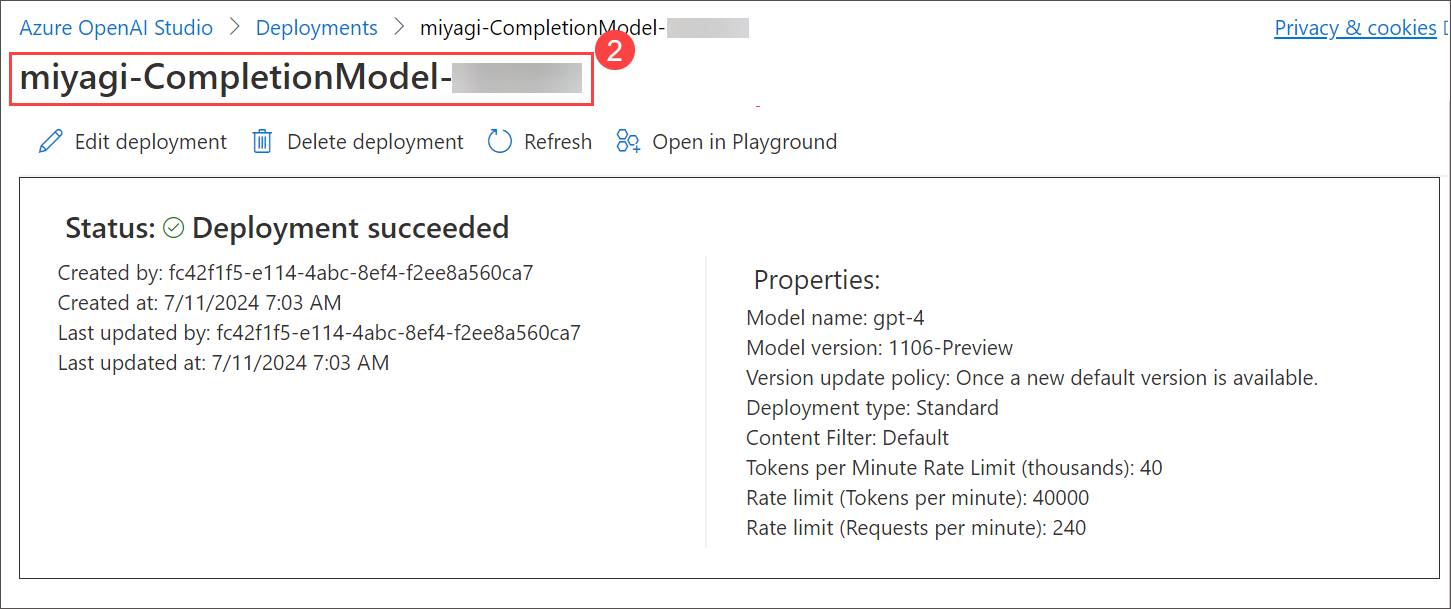 Azure OpenAI Studio > Deployments > miyagi-CompletionModel-
Privacy & cookies
2
miyagi-CompletionModel-
Edit deployment Delete deployment Refresh Open in Playground
Status: Deployment succeeded
Created by: fc42f1f5-e114-4abc-8ef4-f2ee8a560ca7
Created at: 7/11/2024 7:03 AM
Last updated by: fc42f1f5-e114-4abc-8ef4-f2ee8a560ca7
Last updated at: 7/11/2024 7:03 AM
Properties:
Model name: gpt-4
Model version: 1106-Preview
Version update policy: Once a new default version is available.
Deployment type: Standard
Content Filter: Default
Tokens per Minute Rate Limit (thousands): 40
Rate limit (Tokens per minute): 40000
Rate limit (Requests per minute): 240